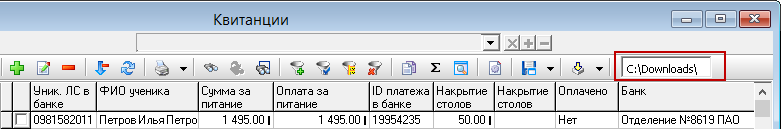 Квитанции
C:\Downloads\
Уник. ЛС в банке
ФИО ученика
Сумма за питание
Оплата за питание
ID платежа в банке
Накрытие столов
Накрытие столов
Оплачено
Банк
0981582011
Петров Илья Петро
1 495.00
1 495.00
19954235
50.00
Нет
Отделение №8619 ПАО